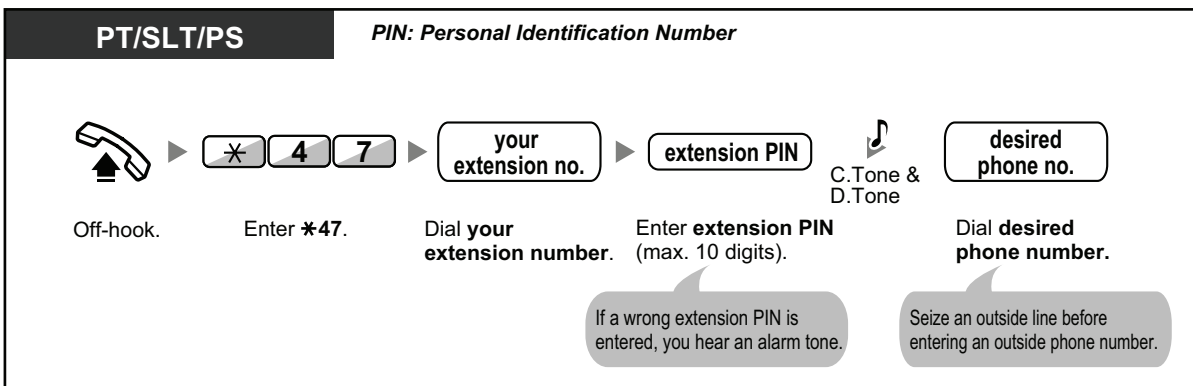 PT/SLT/PS
PIN: Personal Identification Number
* 4 7
your
extension no.
extension PIN
C.Tone &
D.Tone
desired
phone no.
Off-hook.
Enter *47.
Dial your
extension number.
Enter extension PIN
(max. 10 digits).
Dial desired
phone number.
If a wrong extension PIN is
entered, you hear an alarm tone.
Seize an outside line before
entering an outside phone number.